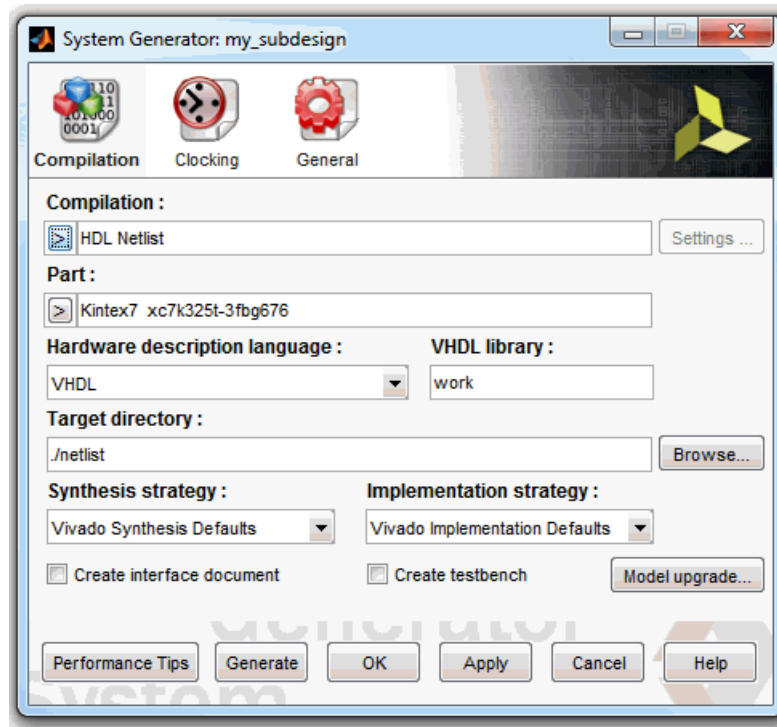 System Generator: my_subdesign
Compilation Clocking General
Compilation :
> HDL Netlist Settings ...
Part :
> Kintex7 xc7k325t-3fbg676
Hardware description language : VHDL library :
VHDL work
Target directory :
./netlist Browse...
Synthesis strategy : Implementation strategy :
Vivado Synthesis Defaults Vivado Implementation Defaults
Create interface document Create testbench Model upgrade...
Generator
Performance Tips Generate OK Apply Cancel Help
System